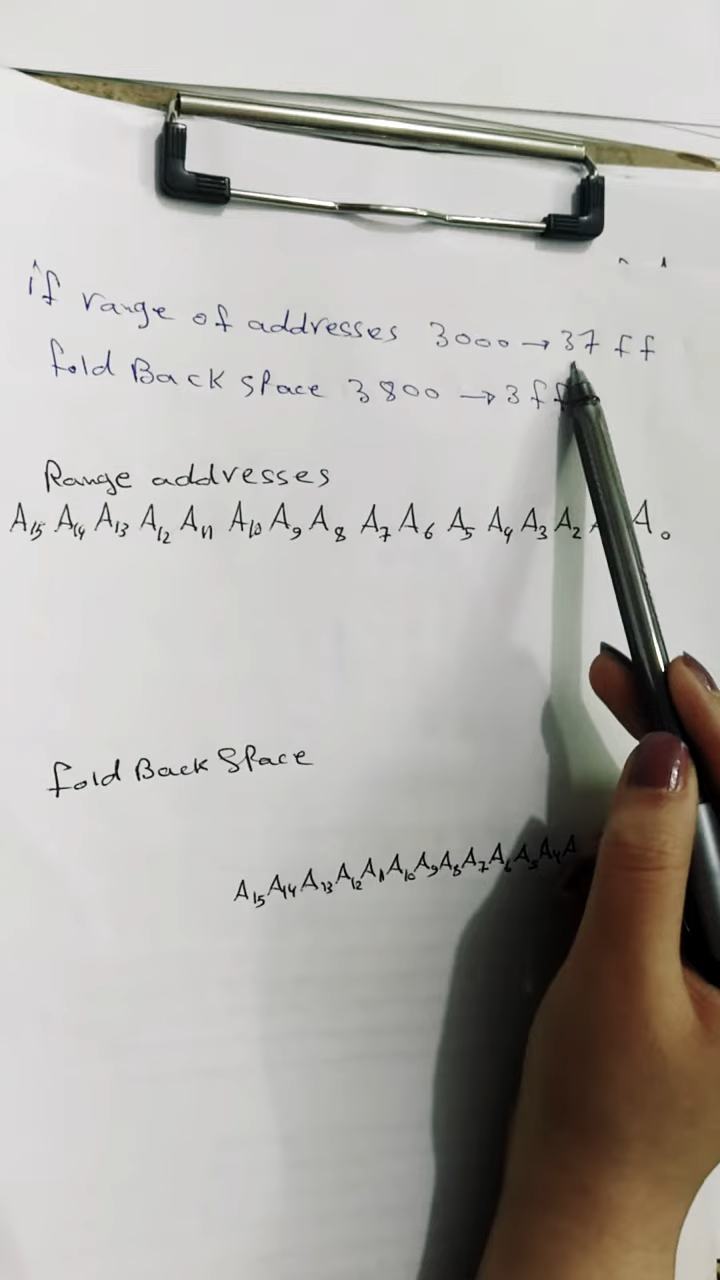 if range of addresses 3000 → 37ff
fold Back space 3800 → 3ff
Range addresses
A15 A14 A13 A12 A11 A10 A9 A8 A7 A6 A5 A4 A3 A2 A0
fold Back Space
A15 A14 A13 A12 A11 A10 A9 A8 A7 A6 A5 A4 A